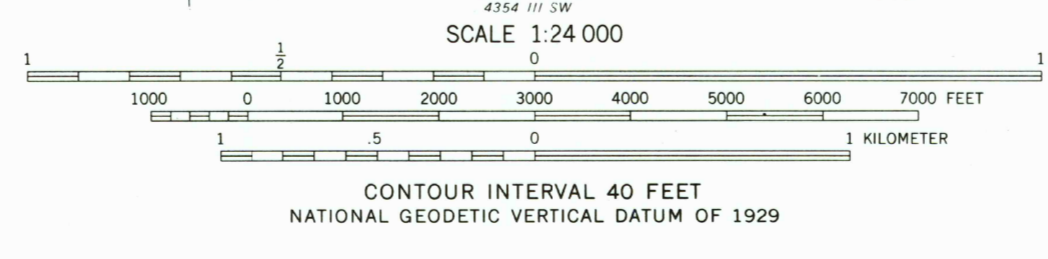 4354 III SW
SCALE 1:24 000
1 1/2 0 1
1000 0 1000 2000 3000 4000 5000 6000 7000 FEET
1 .5 0 1 KILOMETER
CONTOUR INTERVAL 40 FEET
NATIONAL GEODETIC VERTICAL DATUM OF 1929